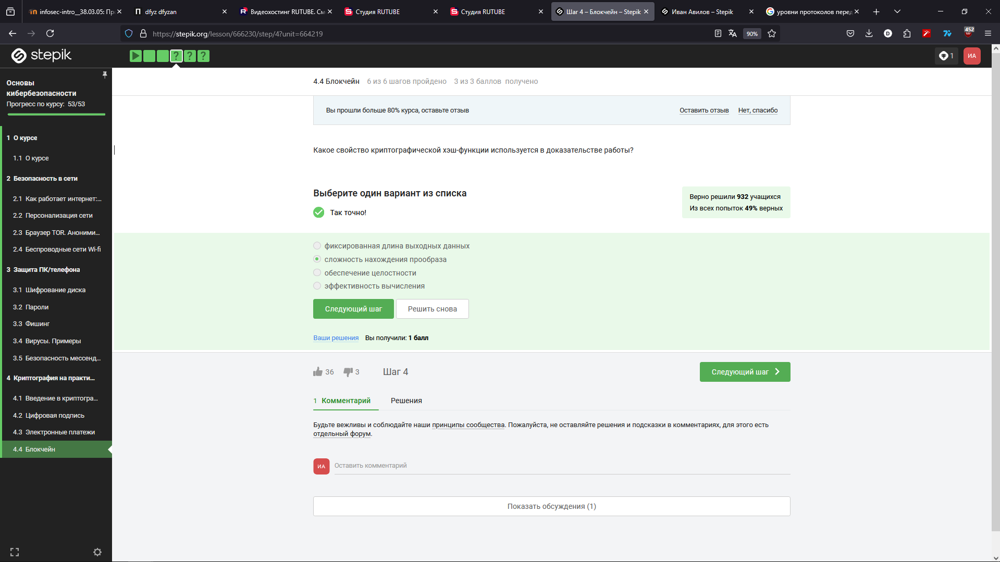 infosec-intro__38.03.05: Пр
dfyz dfyzan
Видеохостинг RUTUBE. См
Студия RUTUBE
Студия RUTUBE
Шаг 4 – Блокчейн – Stepik
Иван Авилов – Stepik
уровни протоколов перед
https://stepik.org/lesson/666230/step/4?unit=664219
90%
452
stepik
? ? ?
1
ИА
Основы
кибербезопасности
Прогресс по курсу: 53/53
1 О курсе
1.1 О курсе
2 Безопасность в сети
2.1 Как работает интернет:...
2.2 Персонализация сети
2.3 Браузер TOR. Аноними...
2.4 Беспроводные сети Wi-fi
3 Защита ПК/телефона
3.1 Шифрование диска
3.2 Пароли
3.3 Фишинг
3.4 Вирусы. Примеры
3.5 Безопасность мессенд...
4 Криптография на практи...
4.1 Введение в криптогра...
4.2 Цифровая подпись
4.3 Электронные платежи
4.4 Блокчейн
4.4 Блокчейн 6 из 6 шагов пройдено 3 из 3 баллов получено
Вы прошли больше 80% курса, оставьте отзыв
Оставить отзыв Нет, спасибо
Какое свойство криптографической хэш-функции используется в доказательстве работы?
Выберите один вариант из списка
Так точно!
Верно решили 932 учащихся
Из всех попыток 49% верных
фиксированная длина выходных данных
сложность нахождения прообраза
обеспечение целостности
эффективность вычисления
Следующий шаг Решить снова
Ваши решения Вы получили: 1 балл
36 3 Шаг 4 Следующий шаг
1 Комментарий Решения
Будьте вежливы и соблюдайте наши принципы сообщества. Пожалуйста, не оставляйте решения и подсказки в комментариях, для этого есть
отдельный форум.
ИА Оставить комментарий
Показать обсуждения (1)